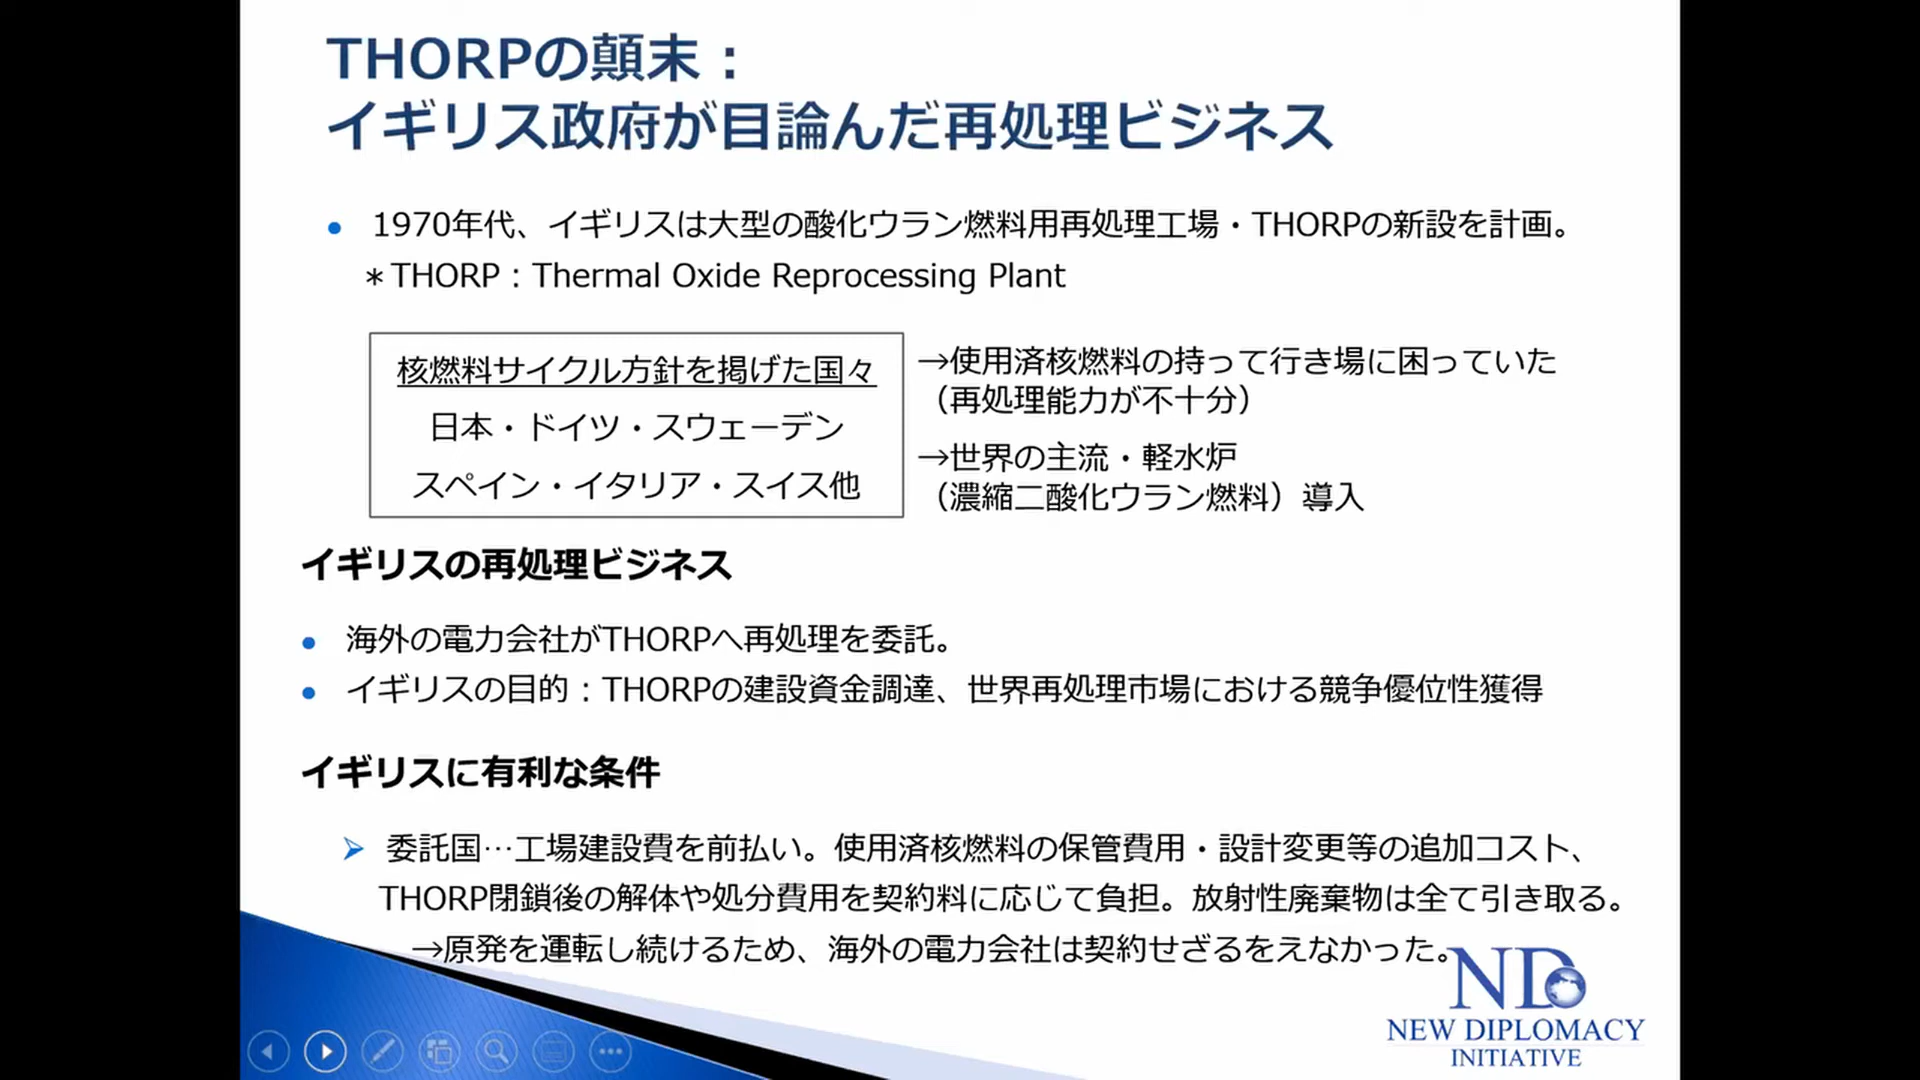 THORPの顛末：
イギリス政府が目論んだ再処理ビジネス
● 1970年代、イギリスは大型の酸化ウラン燃料用再処理工場・THORPの新設を計画。
＊THORP：Thermal Oxide Reprocessing Plant
核燃料サイクル方針を掲げた国々
日本・ドイツ・スウェーデン
スペイン・イタリア・スイス他
→使用済核燃料の持って行き場に困っていた
（再処理能力が不十分）
→世界の主流・軽水炉
（濃縮二酸化ウラン燃料）導入
イギリスの再処理ビジネス
● 海外の電力会社がTHORPへ再処理を委託。
● イギリスの目的：THORPの建設資金調達、世界再処理市場における競争優位性獲得
イギリスに有利な条件
➢ 委託国…工場建設費を前払い。使用済核燃料の保管費用・設計変更等の追加コスト、
THORP閉鎖後の解体や処分費用を契約料に応じて負担。放射性廃棄物は全て引き取る。
→原発を運転し続けるため、海外の電力会社は契約せざるをえなかった。
ND
NEW DIPLOMACY
INITIATIVE